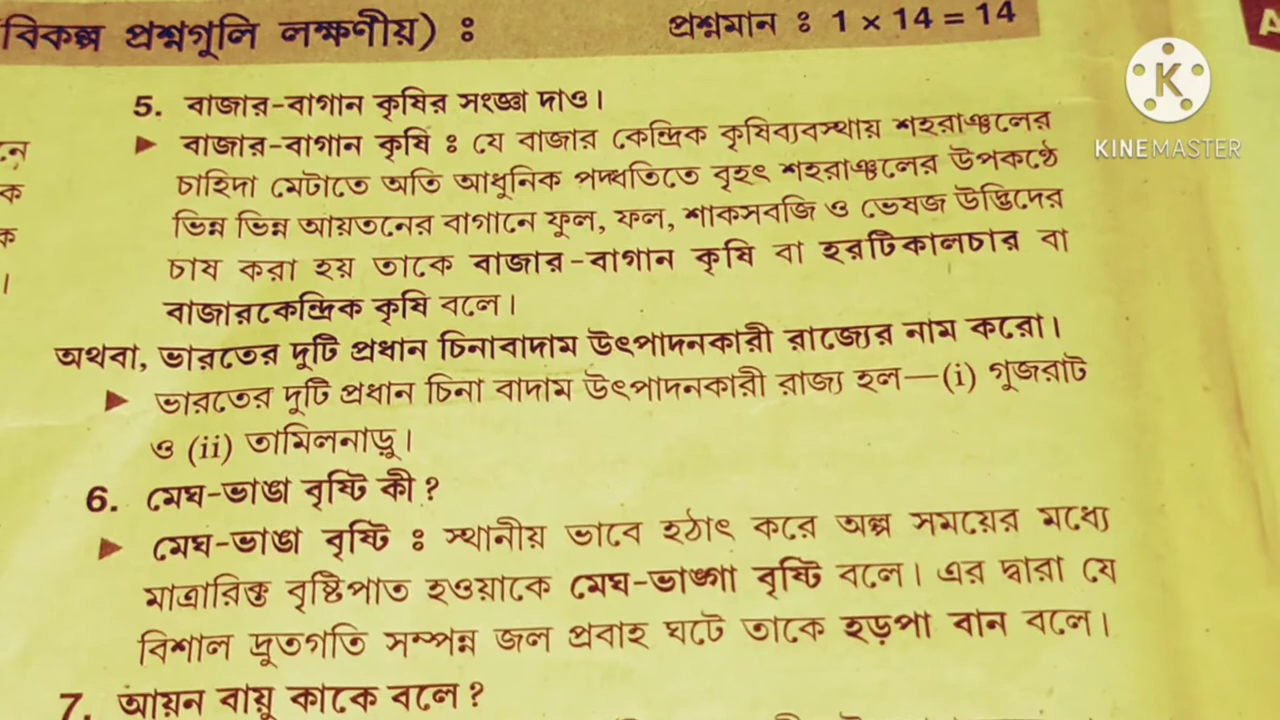 বিকল্প প্রশ্নগুলি লক্ষণীয়) : প্রশ্নমান : 1 × 14 = 14
A
KINEMASTER
5. বাজার-বাগান কৃষির সংজ্ঞা দাও।
▶ বাজার-বাগান কৃষি : যে বাজার কেন্দ্রিক কৃষিব্যবস্থায় শহরাঞ্চলের
চাহিদা মেটাতে অতি আধুনিক পদ্ধতিতে বৃহৎ শহরাঞ্চলের উপকণ্ঠে
ভিন্ন ভিন্ন আয়তনের বাগানে ফুল, ফল, শাকসবজি ও ভেষজ উদ্ভিদের
চাষ করা হয় তাকে বাজার-বাগান কৃষি বা হরটিকালচার বা
বাজারকেন্দ্রিক কৃষি বলে।
অথবা, ভারতের দুটি প্রধান চিনাবাদাম উৎপাদনকারী রাজ্যের নাম করো।
▶ ভারতের দুটি প্রধান চিনা বাদাম উৎপাদনকারী রাজ্য হল—(i) গুজরাট
ও (ii) তামিলনাড়ু।
6. মেঘ-ভাঙা বৃষ্টি কী?
▶ মেঘ-ভাঙা বৃষ্টি : স্থানীয় ভাবে হঠাৎ করে অল্প সময়ের মধ্যে
মাত্রারিক্ত বৃষ্টিপাত হওয়াকে মেঘ-ভাঙ্গা বৃষ্টি বলে। এর দ্বারা যে
বিশাল দ্রুতগতি সম্পন্ন জল প্রবাহ ঘটে তাকে হড়পা বান বলে।
7. আয়ন বায়ু কাকে বলে?